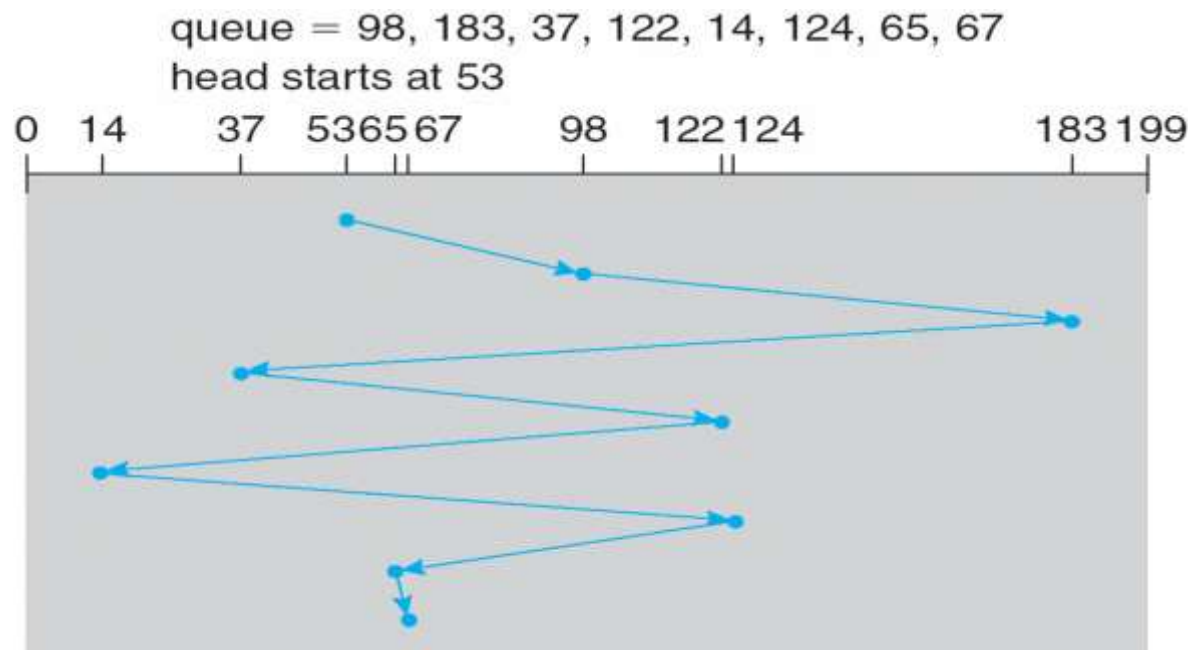 queue = 98, 183, 37, 122, 14, 124, 65, 67
head starts at 53
0 14 37 53 65 67 98 122 124 183 199